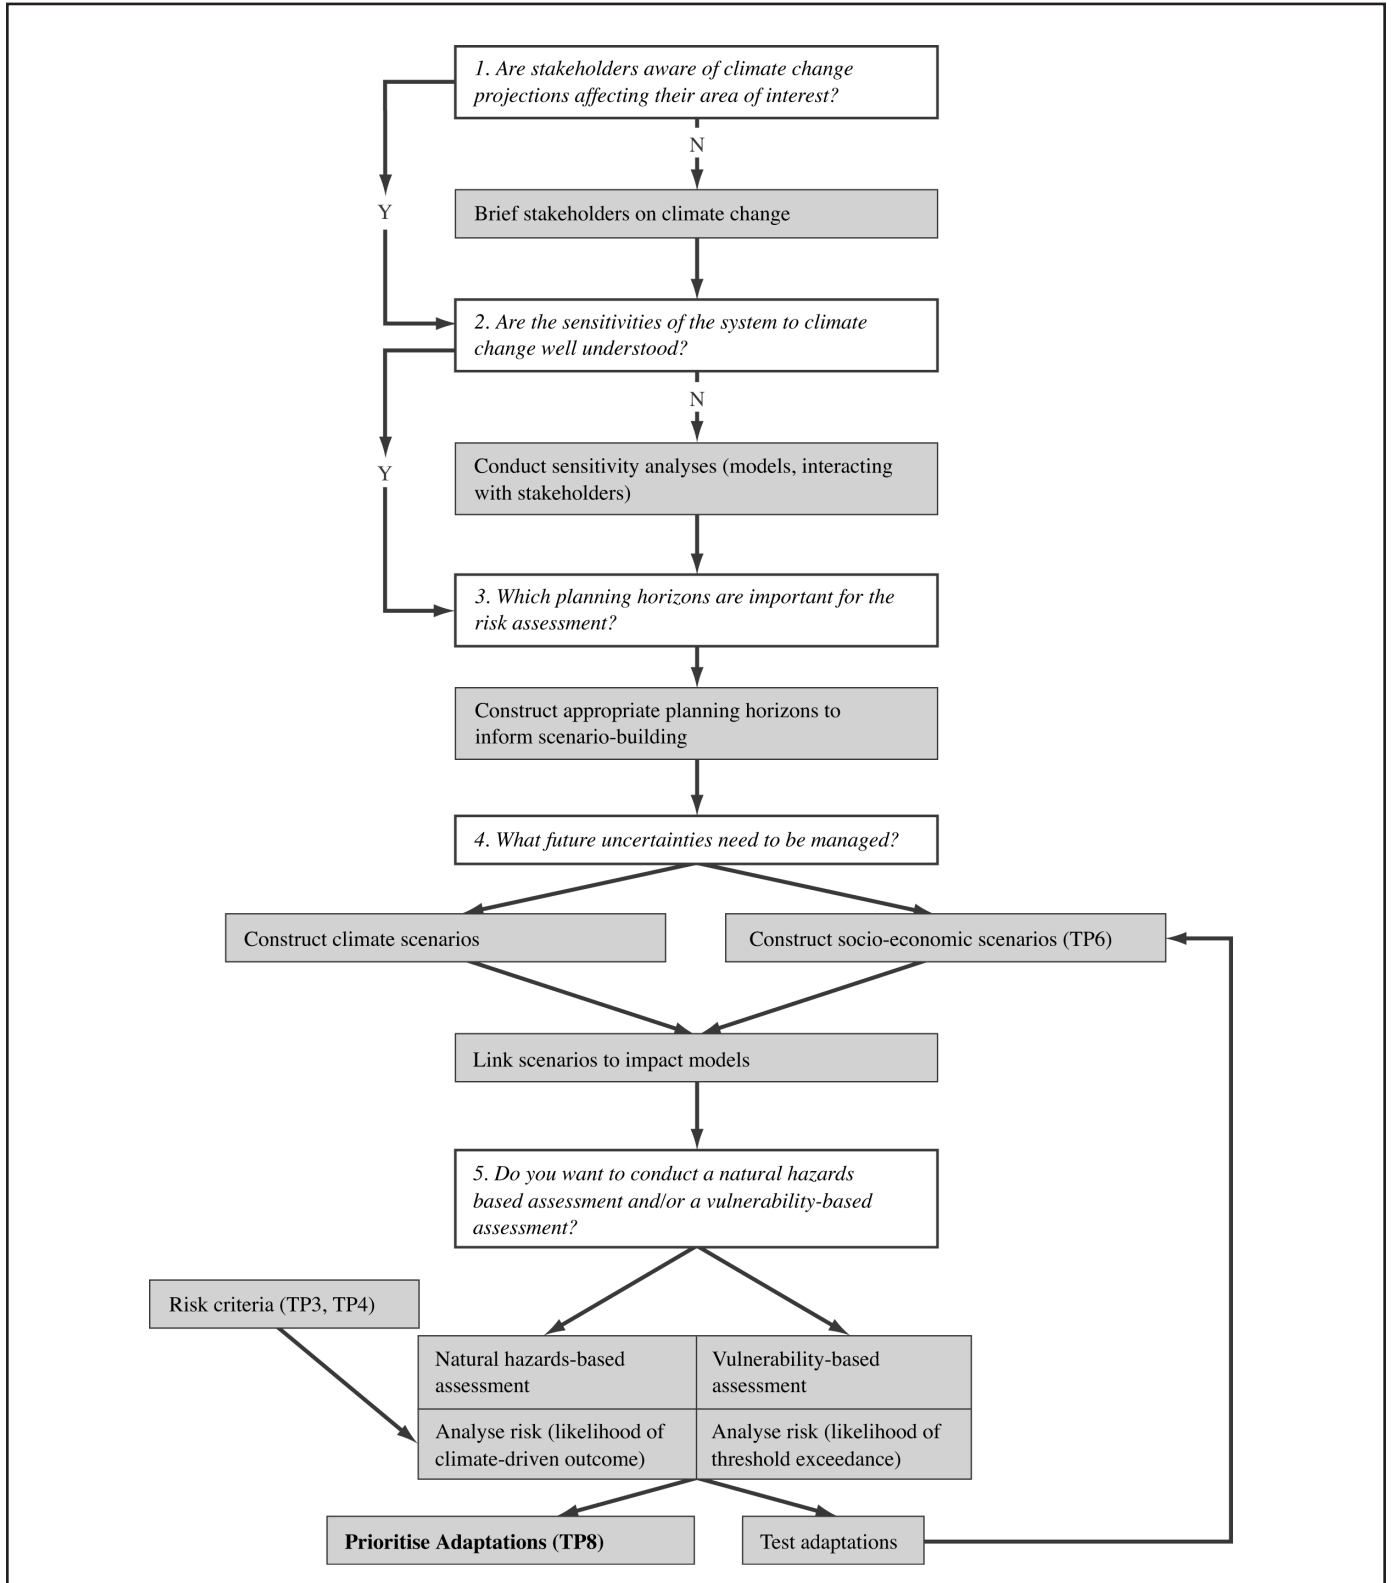 1. Are stakeholders aware of climate change
projections affecting their area of interest?
N
Y
Brief stakeholders on climate change
2. Are the sensitivities of the system to climate
change well understood?
N
Y
Conduct sensitivity analyses (models, interacting
with stakeholders)
3. Which planning horizons are important for the
risk assessment?
Construct appropriate planning horizons to
inform scenario-building
4. What future uncertainties need to be managed?
Construct climate scenarios
Construct socio-economic scenarios (TP6)
Link scenarios to impact models
5. Do you want to conduct a natural hazards
based assessment and/or a vulnerability-based
assessment?
Risk criteria (TP3, TP4)
Natural hazards-based
assessment
Vulnerability-based
assessment
Analyse risk (likelihood of
climate-driven outcome)
Analyse risk (likelihood of
threshold exceedance)
Prioritise Adaptations (TP8)
Test adaptations